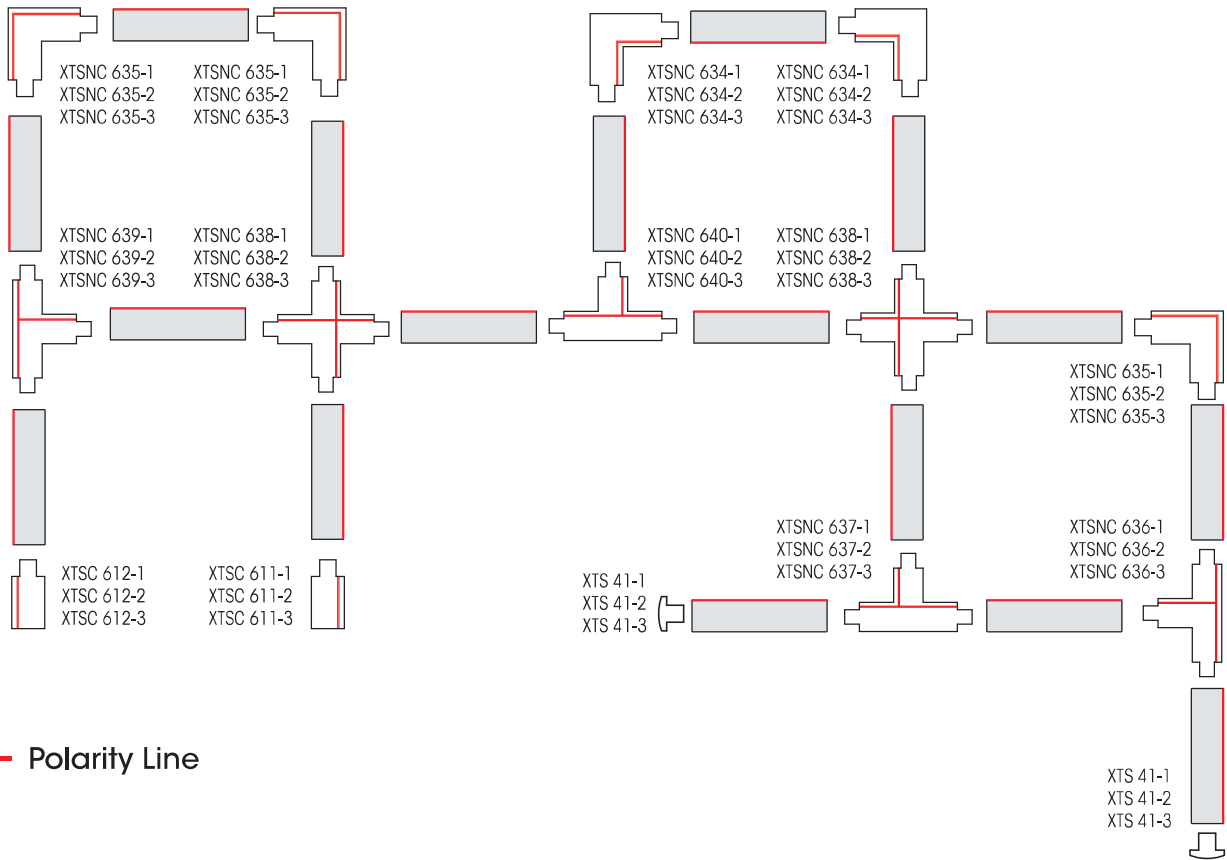 XTSNC 635-1
XTSNC 635-2
XTSNC 635-3
XTSNC 635-1
XTSNC 635-2
XTSNC 635-3
XTSNC 634-1
XTSNC 634-2
XTSNC 634-3
XTSNC 634-1
XTSNC 634-2
XTSNC 634-3
XTSNC 639-1
XTSNC 639-2
XTSNC 639-3
XTSNC 638-1
XTSNC 638-2
XTSNC 638-3
XTSNC 640-1
XTSNC 640-2
XTSNC 640-3
XTSNC 638-1
XTSNC 638-2
XTSNC 638-3
XTSNC 635-1
XTSNC 635-2
XTSNC 635-3
XTSC 612-1
XTSC 612-2
XTSC 612-3
XTSC 611-1
XTSC 611-2
XTSC 611-3
XTS 41-1
XTS 41-2
XTS 41-3
XTSNC 637-1
XTSNC 637-2
XTSNC 637-3
XTSNC 636-1
XTSNC 636-2
XTSNC 636-3
Polarity Line
XTS 41-1
XTS 41-2
XTS 41-3